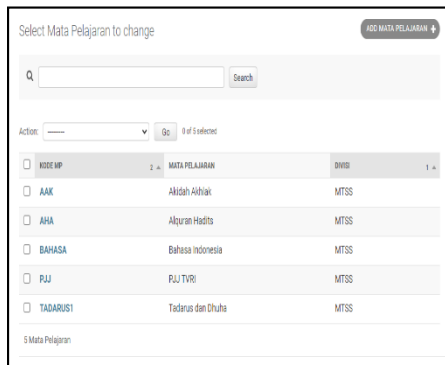 Select Mata Pelajaran to change
ADD MATA PELAJARAN +
Search
Action: --------- Go 0 of 5 selected
KODE MP 2 MATA PELAJARAN DIVISI 1
AAK Akidah Akhlak MTSS
AHA Alquran Hadits MTSS
BAHASA Bahasa Indonesia MTSS
PJJ PJJ TVRI MTSS
TADARUS1 Tadarus dan Dhuha MTSS
5 Mata Pelajaran